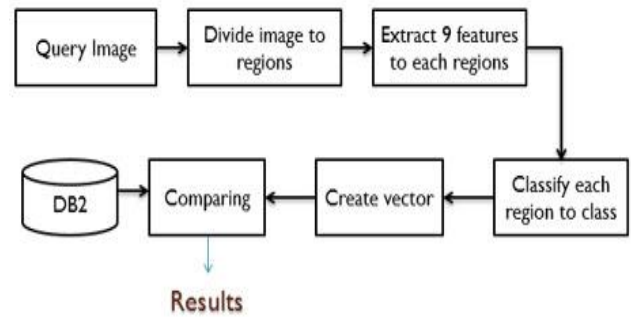 Query Image
Divide image to
regions
Extract 9 features
to each regions
Classify each
region to class
Create vector
Comparing
DB2
Results